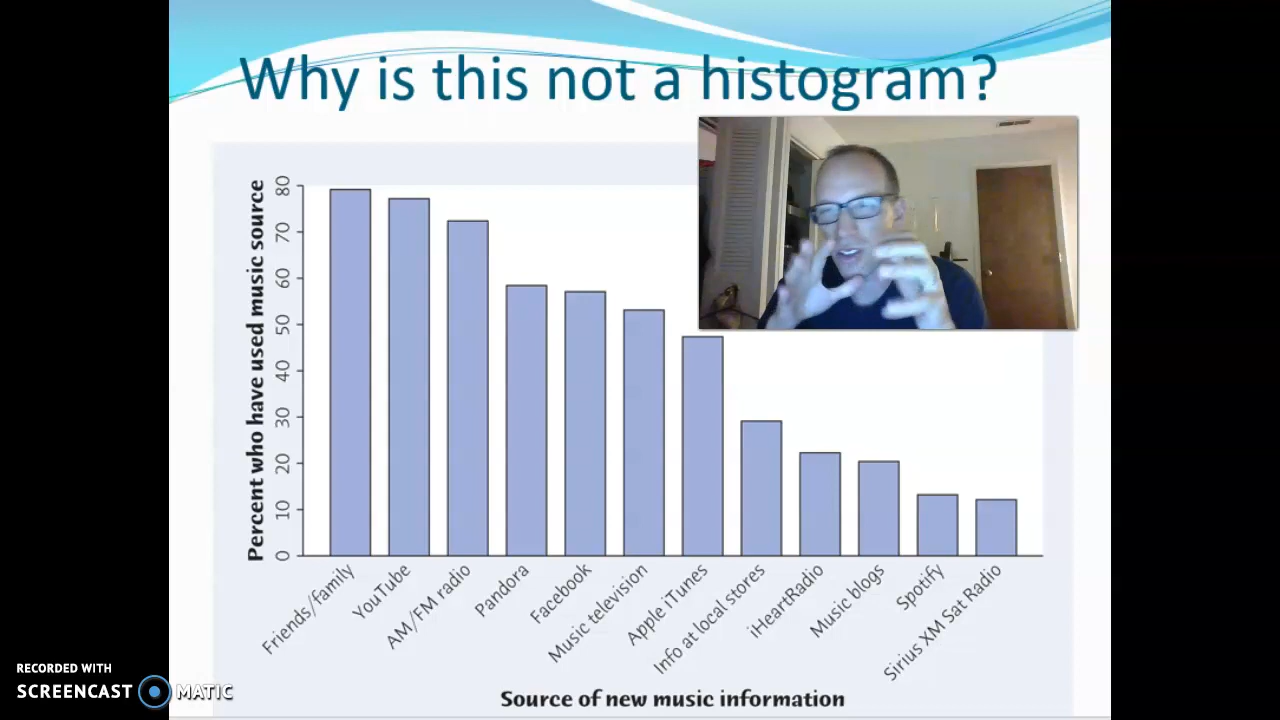 Why is this not a histogram?
Percent who have used music source
80
70
60
50
40
30
20
10
0
Friends/family
YouTube
AM/FM radio
Pandora
Facebook
Music television
Apple iTunes
Info at local stores
iHeartRadio
Music blogs
Spotify
Sirius XM Sat Radio
Source of new music information
RECORDED WITH
SCREENCAST MATIC